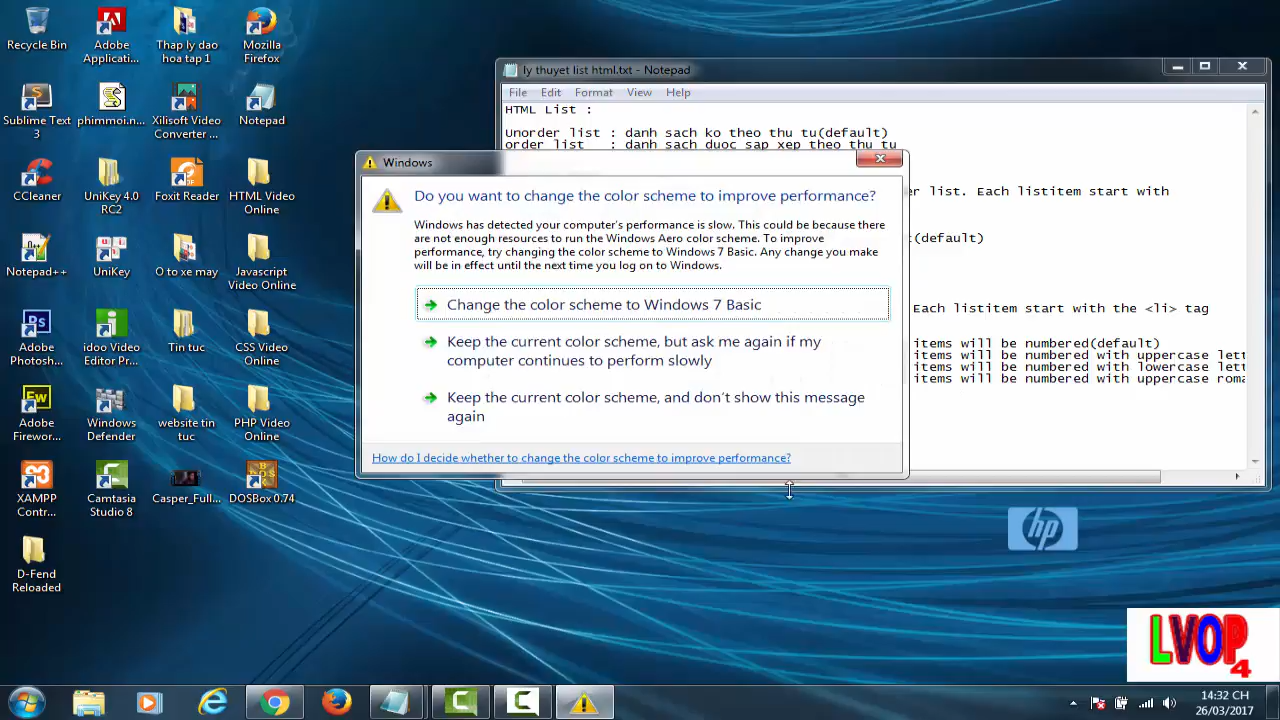 Recycle Bin
Adobe Applicati...
Thap ly dao hoa tap 1
Mozilla Firefox
Sublime Text 3
phimmoi.n...
Xilisoft Video Converter ...
Notepad
CCleaner
UniKey 4.0 RC2
Foxit Reader
HTML Video Online
Notepad++
UniKey
O to xe may
Javascript Video Online
Adobe Photosh...
idoo Video Editor Pr...
Tin tuc
CSS Video Online
Adobe Firewor...
Windows Defender
website tin tuc
PHP Video Online
XAMPP Contr...
Camtasia Studio 8
Casper_Full...
DOSBox 0.74
D-Fend Reloaded
ly thuyet list html.txt - Notepad
File Edit Format View Help
HTML List :
Unorder list : danh sach ko theo thu tu(default)
order list : danh sach duoc sap xep theo thu tu
er list. Each listitem start with
(default)
Each listitem start with the <li> tag
items will be numbered(default)
items will be numbered with uppercase lett
items will be numbered with lowercase lett
items will be numbered with uppercase roma
Windows
Do you want to change the color scheme to improve performance?
Windows has detected your computer's performance is slow. This could be because there
are not enough resources to run the Windows Aero color scheme. To improve
performance, try changing the color scheme to Windows 7 Basic. Any change you make
will be in effect until the next time you log on to Windows.
Change the color scheme to Windows 7 Basic
Keep the current color scheme, but ask me again if my
computer continues to perform slowly
Keep the current color scheme, and don't show this message
again
How do I decide whether to change the color scheme to improve performance?
hp
LVOP
4
14:32 CH
26/03/2017